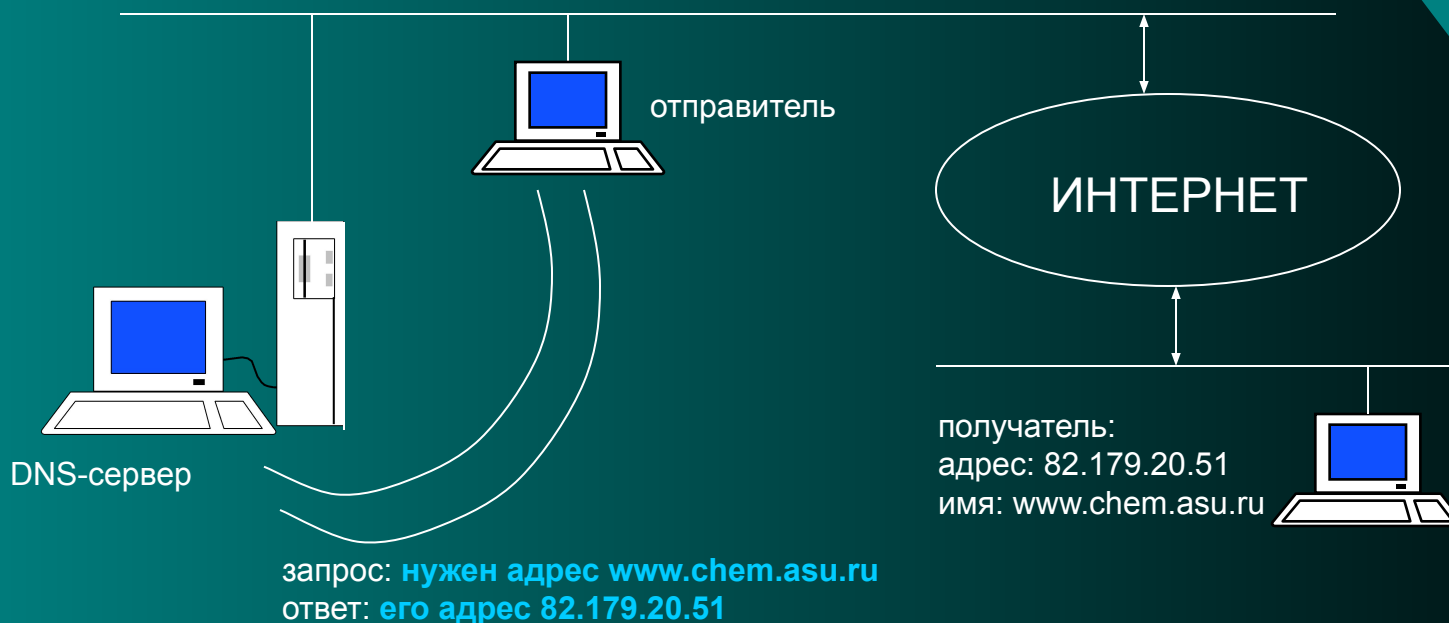 отправитель
ИНТЕРНЕТ
DNS-сервер
получатель:
адрес: 82.179.20.51
имя: www.chem.asu.ru
запрос: нужен адрес www.chem.asu.ru
ответ: его адрес 82.179.20.51